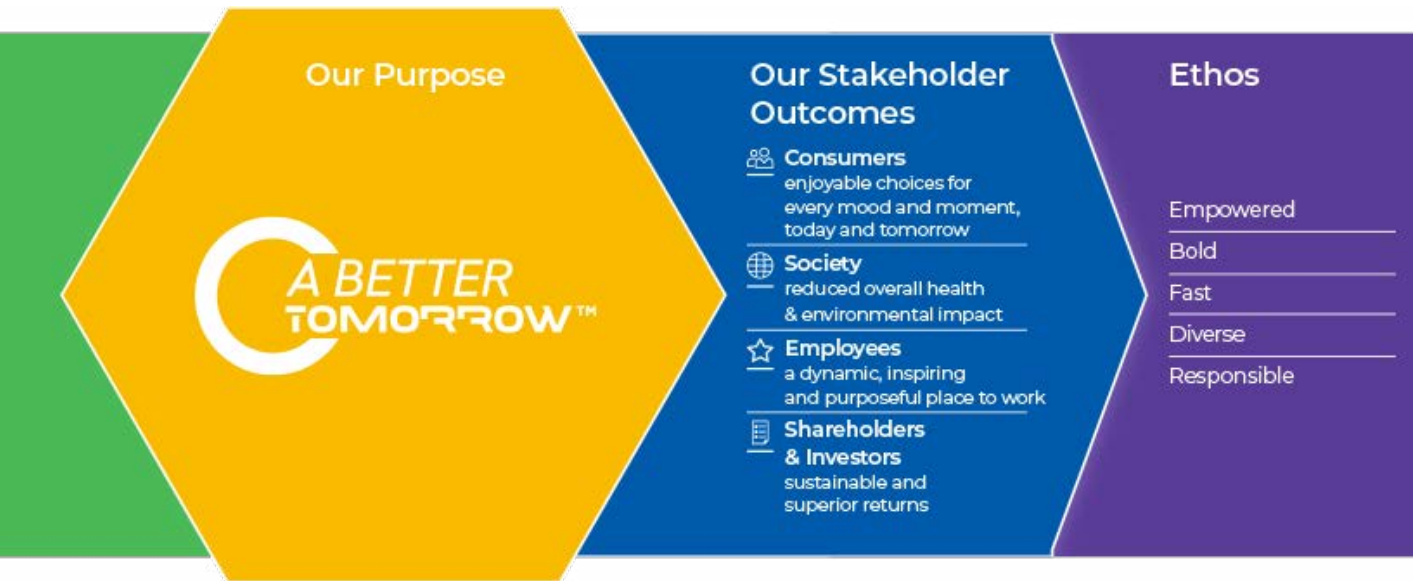 Our Purpose
A BETTER
TOMORROW™
Our Stakeholder
Outcomes
Consumers
enjoyable choices for
every mood and moment,
today and tomorrow
Society
reduced overall health
& environmental impact
Employees
a dynamic, inspiring
and purposeful place to work
Shareholders
& Investors
sustainable and
superior returns
Ethos
Empowered
Bold
Fast
Diverse
Responsible